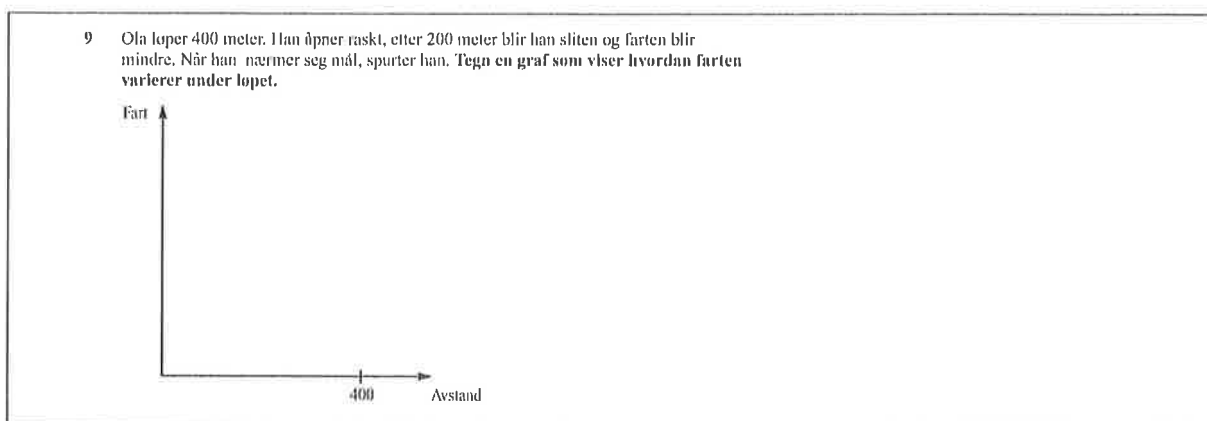 9 Ola løper 400 meter. Han åpner raskt, etter 200 meter blir han sliten og farten blir
mindre. Når han nærmer seg mål, spurter han. Tegn en graf som viser hvordan farten
varierer under løpet.
Fart
400
Avstand